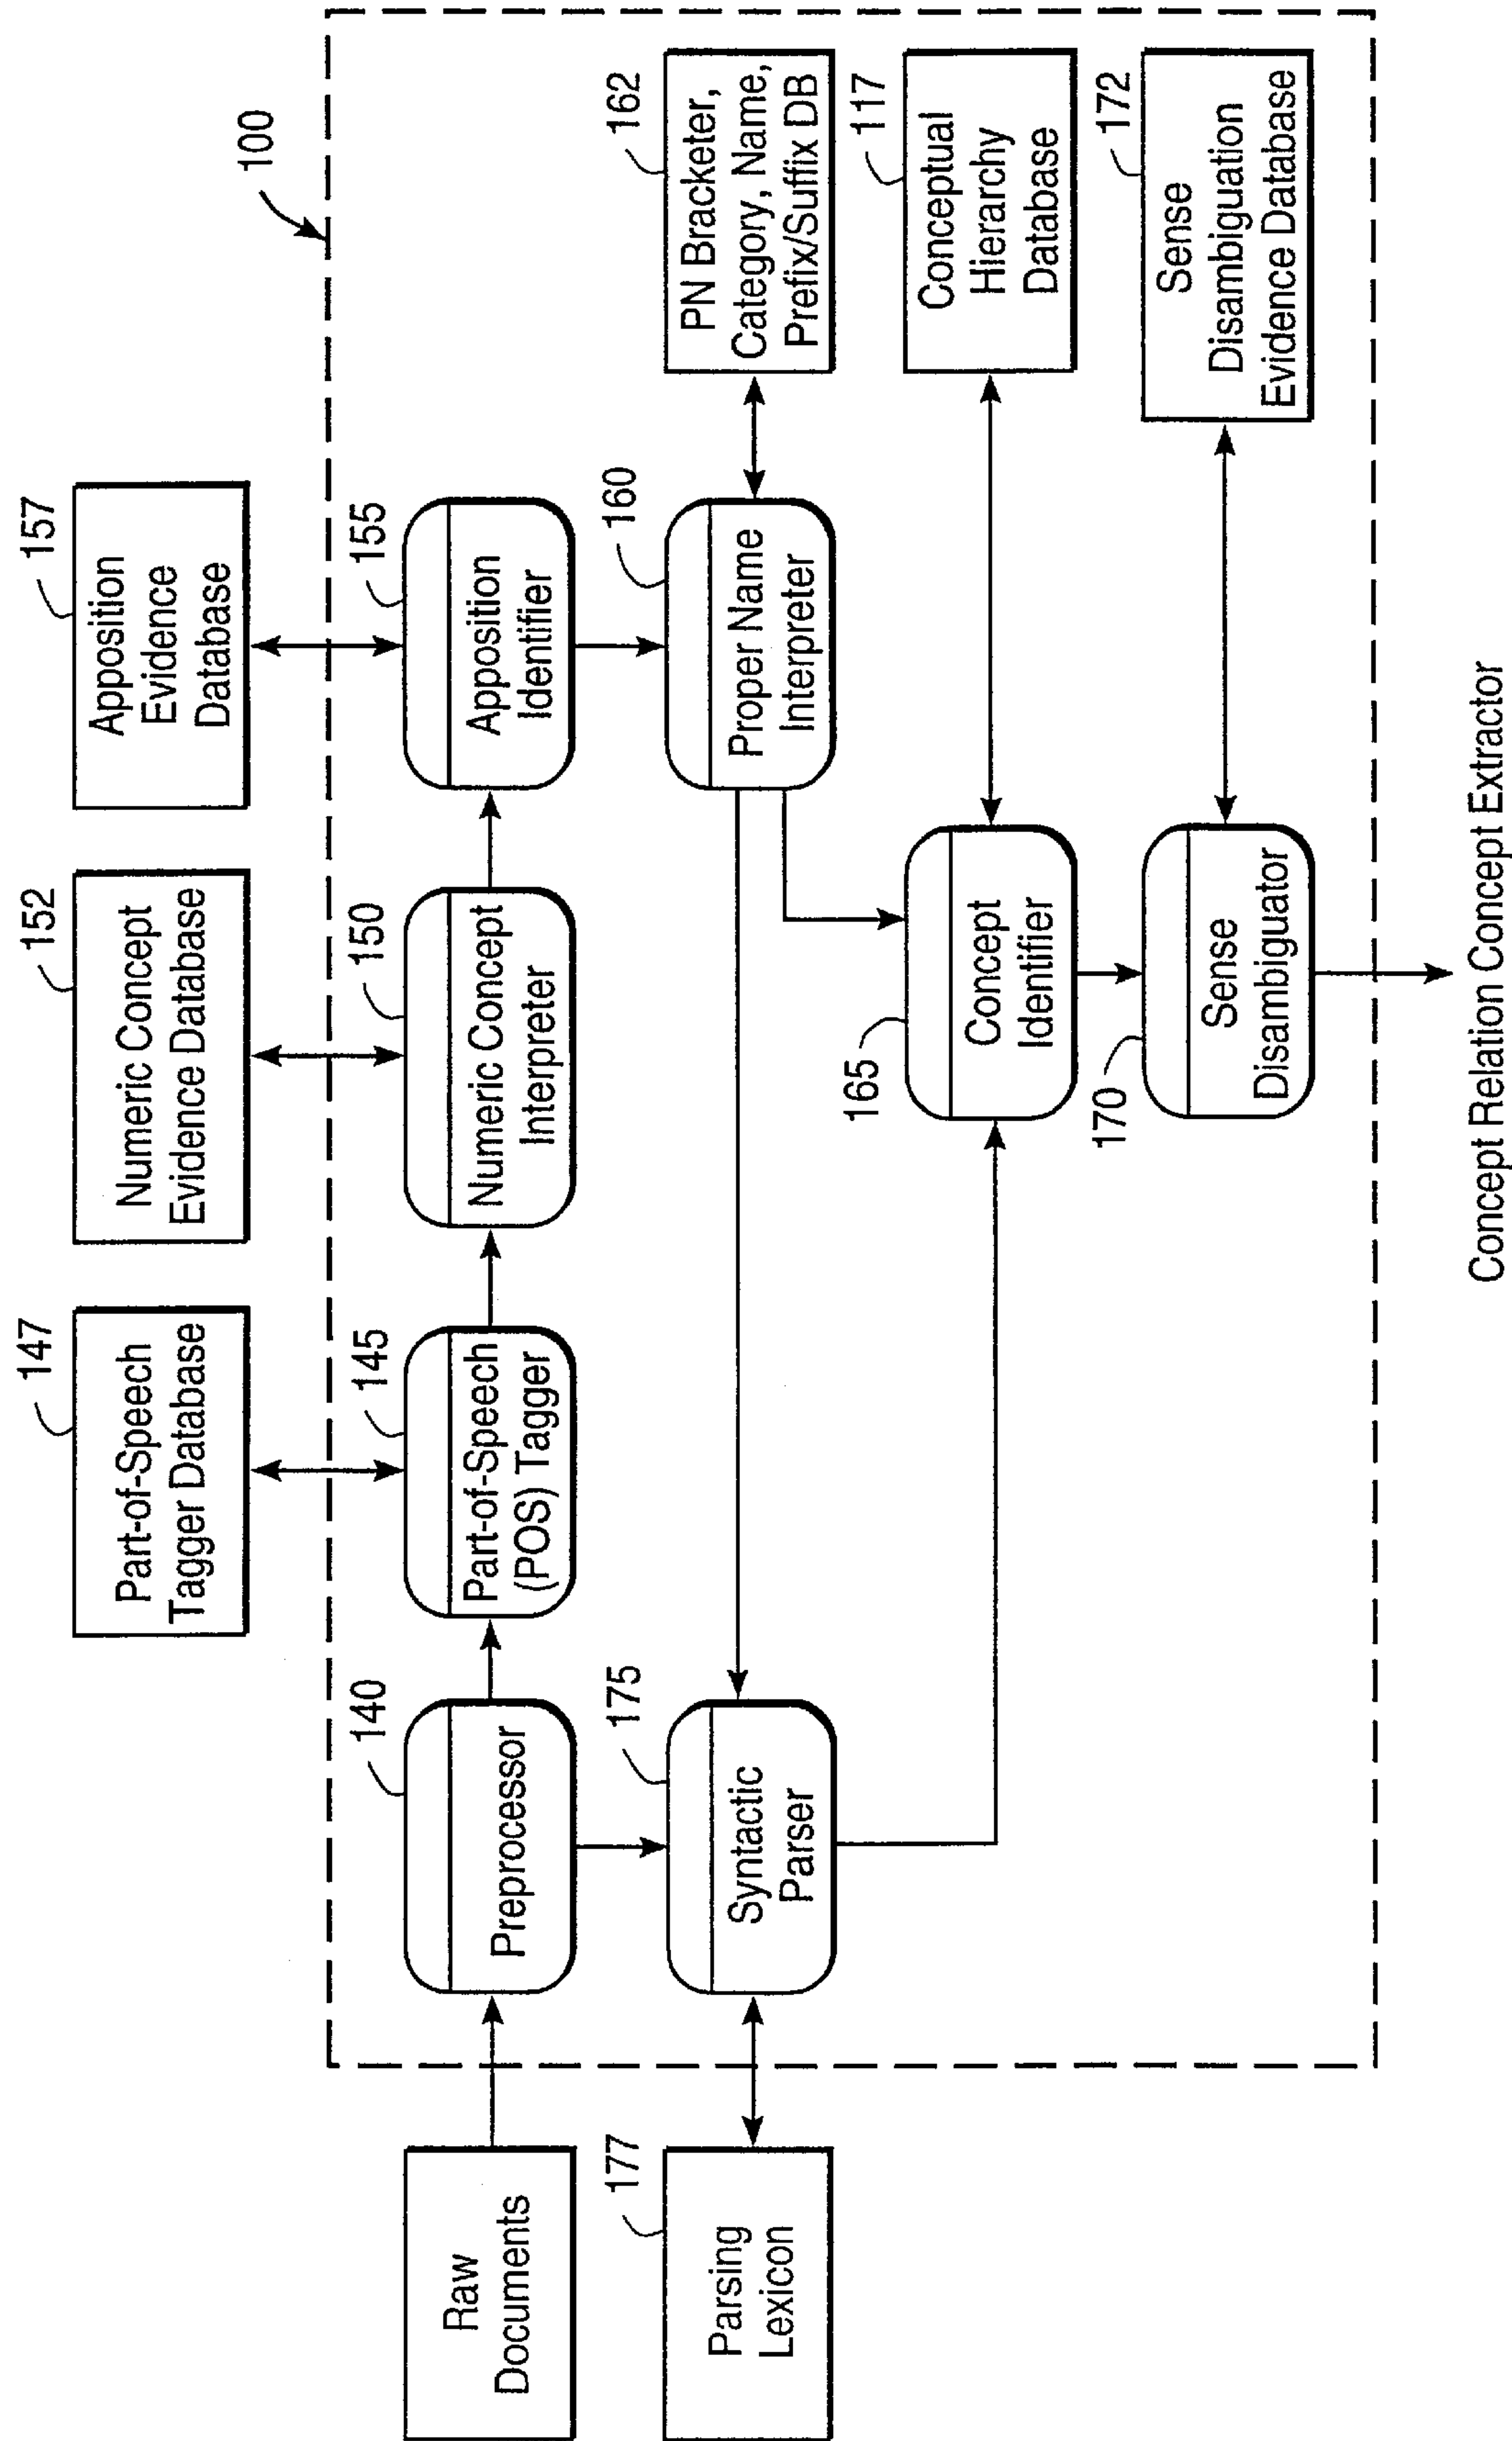 100
147
Part-of-Speech
Tagger Database
152
Numeric Concept
Evidence Database
157
Apposition
Evidence
Database
Raw
Documents
140
Preprocessor
145
Part-of-Speech
(POS) Tagger
150
Numeric Concept
Interpreter
155
Apposition
Identifier
177
Parsing
Lexicon
175
Syntactic
Parser
160
Proper Name
Interpreter
162
PN Bracketer,
Category, Name,
Prefix/Suffix DB
165
Concept
Identifier
117
Conceptual
Hierarchy
Database
170
Sense
Disambiguator
172
Sense
Disambiguation
Evidence Database
Concept Relation Concept Extractor